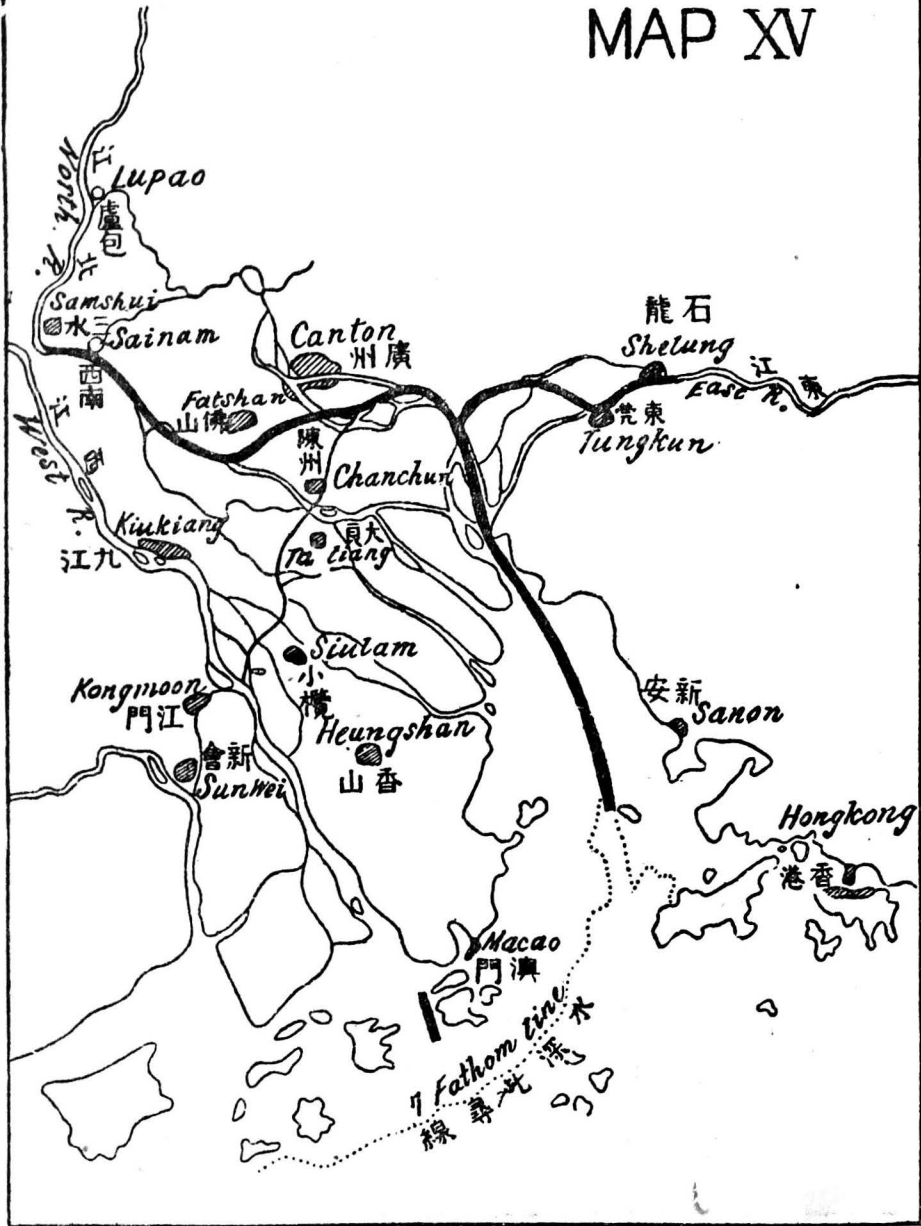 MAP XV
North. R.
北江
Lupao
盧包
Samshui
三水
Sainam
西南
Canton
廣州
石龍
Shelung
東江
East R.
Fatshan
佛山
東莞
Tungkun
West R.
西江
陳州
Chanchun
Kiukiang
九江
Ta liang
Siulam
小欖
Kongmoon
江門
新安
Sanon
Heungshan
香山
新會
Sunwei
Hongkong
香港
Macao
澳門
7 Fathom line
水深七尋線